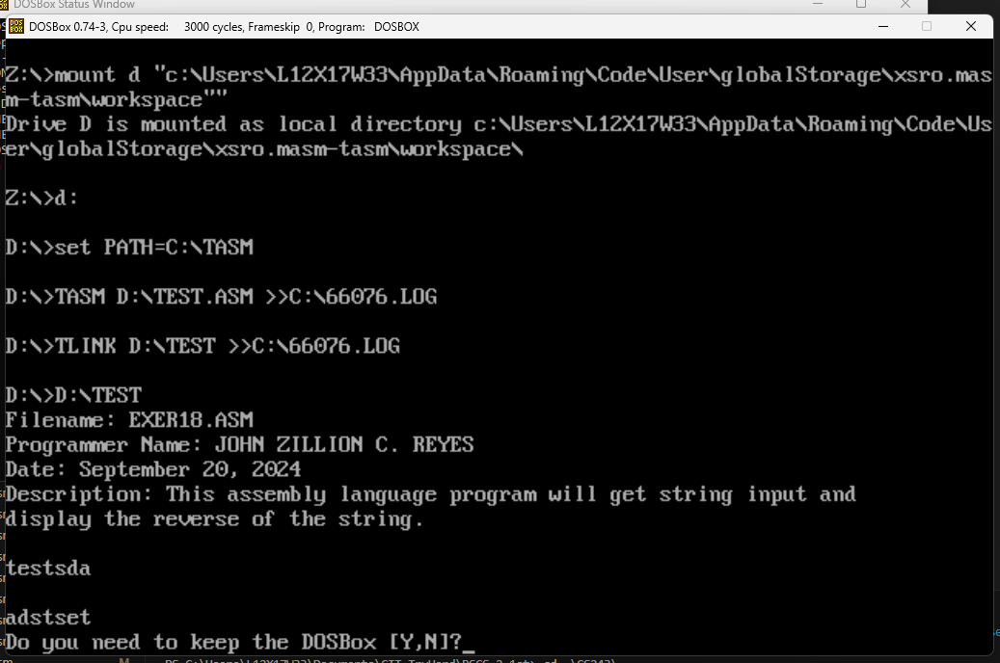 DOSBox Status Window
DOSBox 0.74-3, Cpu speed: 3000 cycles, Frameskip 0, Program: DOSBOX
Z:\>mount d "c:\Users\L12X17W33\AppData\Roaming\Code\User\globalStorage\xsro.mas
m-tasm\workspace""
Drive D is mounted as local directory c:\Users\L12X17W33\AppData\Roaming\Code\Us
er\globalStorage\xsro.masm-tasm\workspace\
Z:\>d:
D:\>set PATH=C:\TASM
D:\>TASM D:\TEST.ASM >>C:\66076.LOG
D:\>TLINK D:\TEST >>C:\66076.LOG
D:\>D:\TEST
Filename: EXER18.ASM
Programmer Name: JOHN ZILLION C. REYES
Date: September 20, 2024
Description: This assembly language program will get string input and
display the reverse of the string.
testsda
adstset
Do you need to keep the DOSBox [Y,N]?_